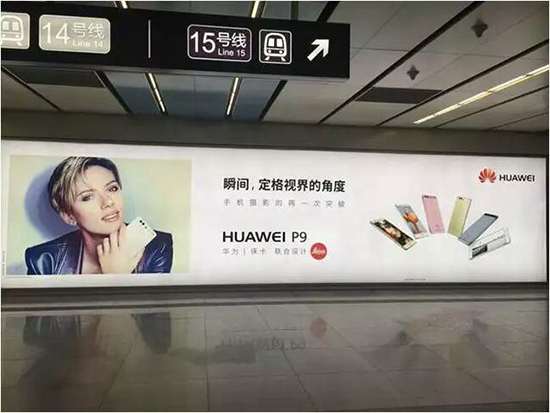 14号线
Line 14
15号线
Line 15
瞬间，定格视界的角度
手机摄影的再一次突破
HUAWEI P9
华为 | 徕卡 联合设计
Leica
HUAWEI